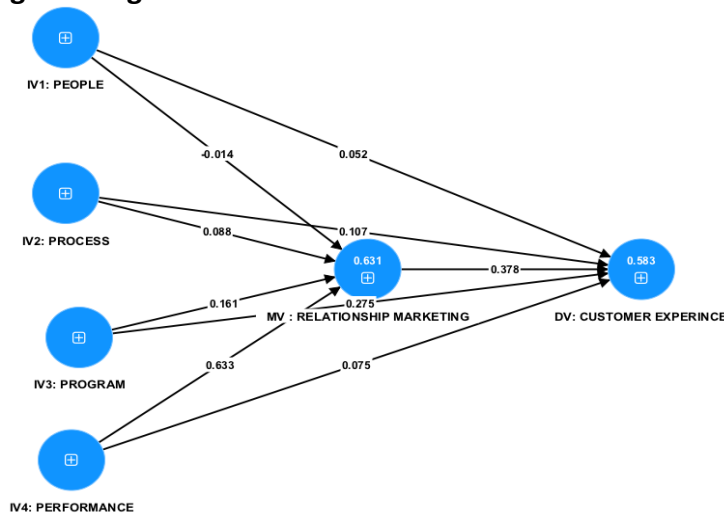 IV1: PEOPLE
-0.014
0.052
IV2: PROCESS
0.107
0.088
0.631
0.378
0.583
0.161
0.275
MV : RELATIONSHIP MARKETING
DV: CUSTOMER EXPERINCE
IV3: PROGRAM
0.633
0.075
IV4: PERFORMANCE